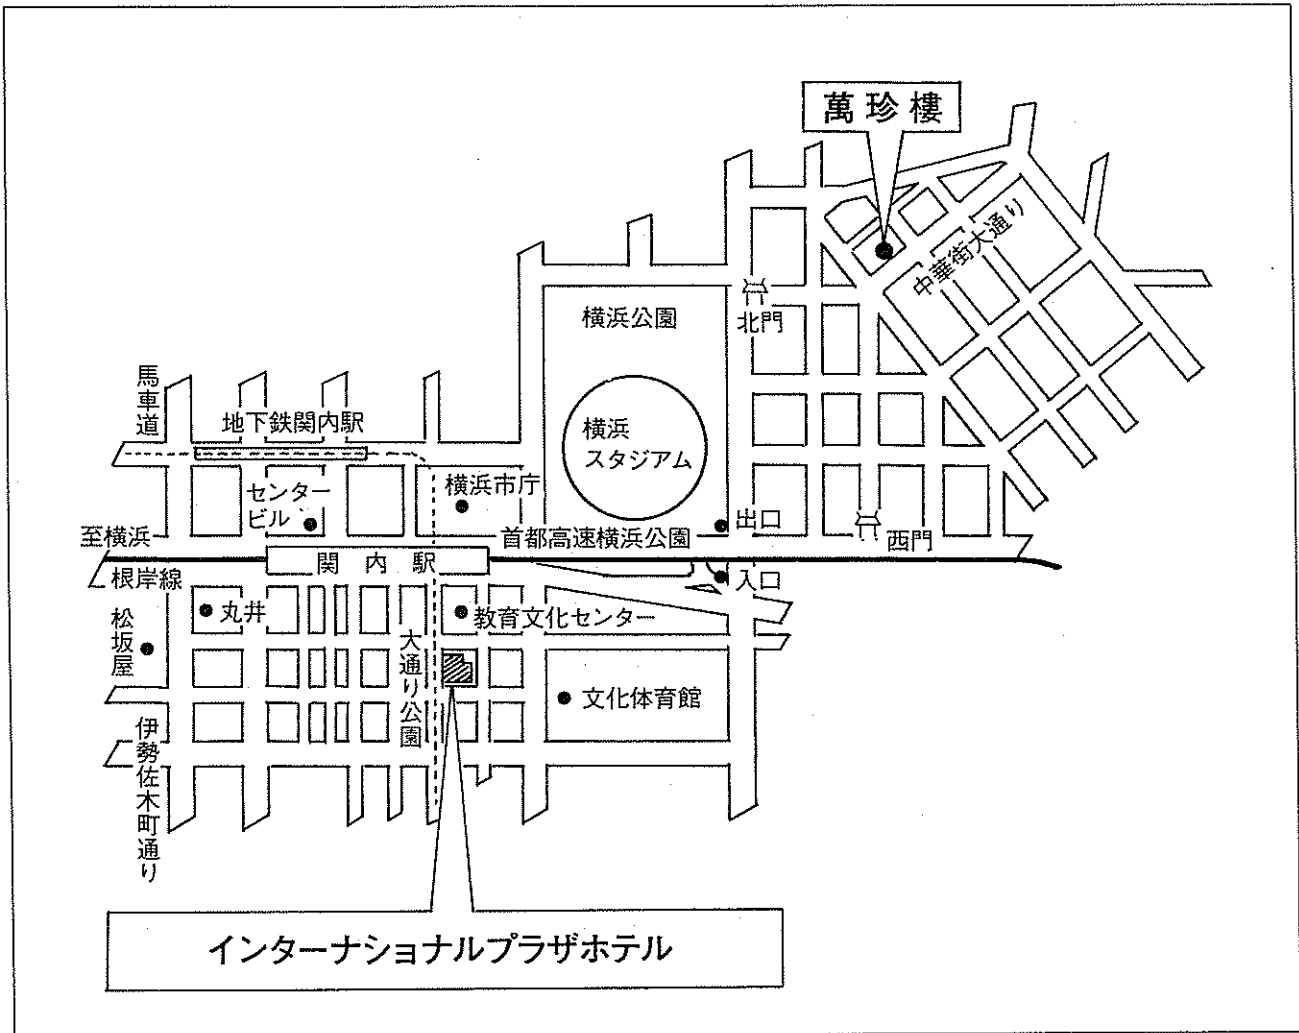 萬珍樓
中華街大通り
横浜公園
北門
馬車道
地下鉄関内駅
横浜
スタジアム
センター
ビル
横浜市庁
出口
至横浜
首都高速横浜公園
西門
関内駅
根岸線
入口
松坂屋
丸井
教育文化センター
大通り公園
文化体育館
伊勢佐木町通り
インターナショナルプラザホテル